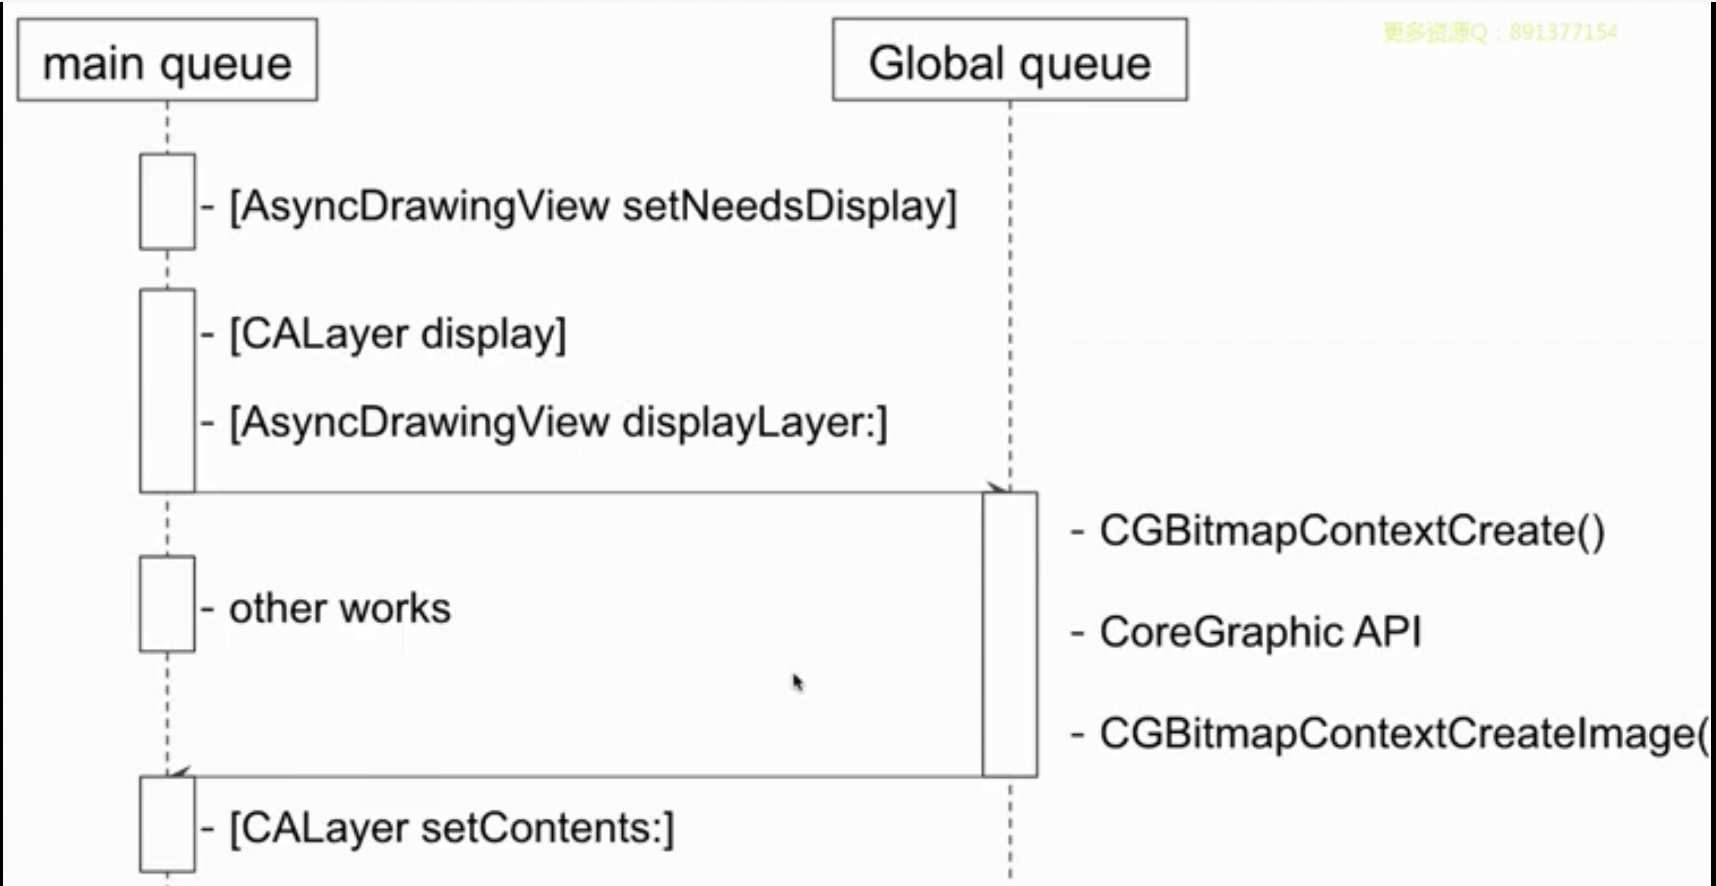 main queue
Global queue
更多资源Q：891377154
- [AsyncDrawingView setNeedsDisplay]
- [CALayer display]
- [AsyncDrawingView displayLayer:]
- CGBitmapContextCreate()
- other works
- CoreGraphic API
- CGBitmapContextCreateImage(
- [CALayer setContents:]